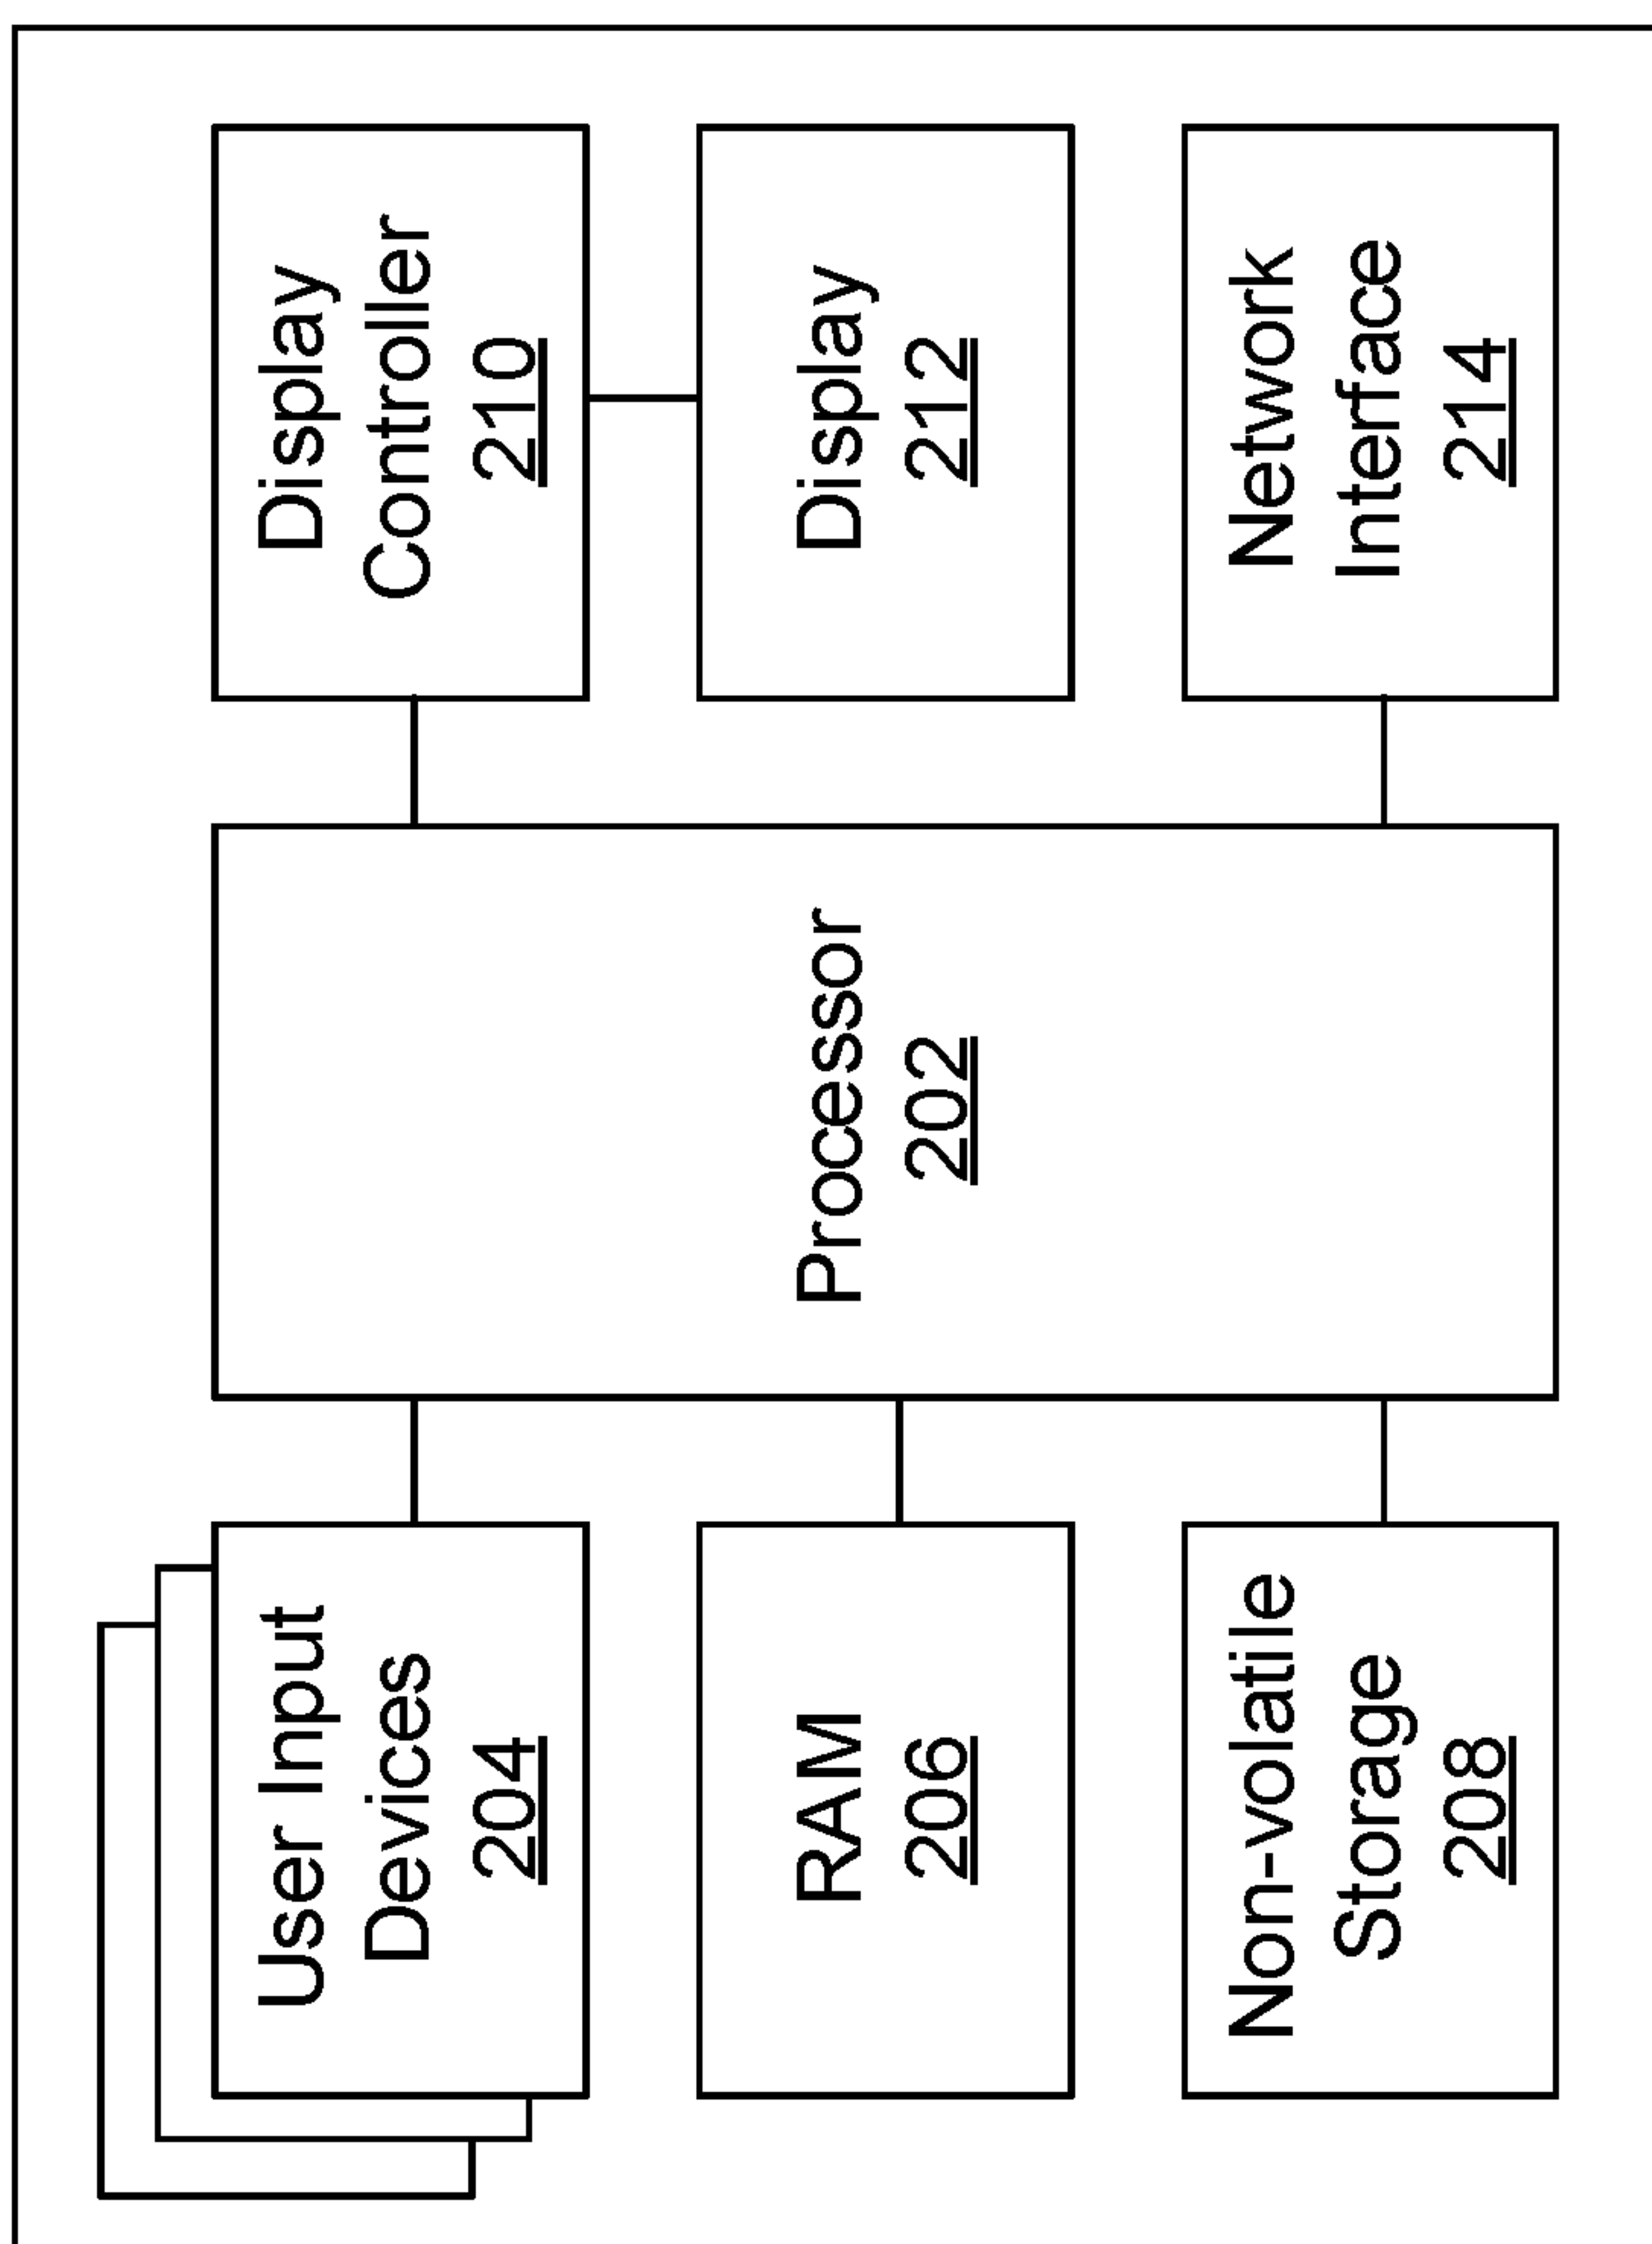 User Input
Devices
204
RAM
206
Non-volatile
Storage
208
Processor
202
Display
Controller
210
Display
212
Network
Interface
214